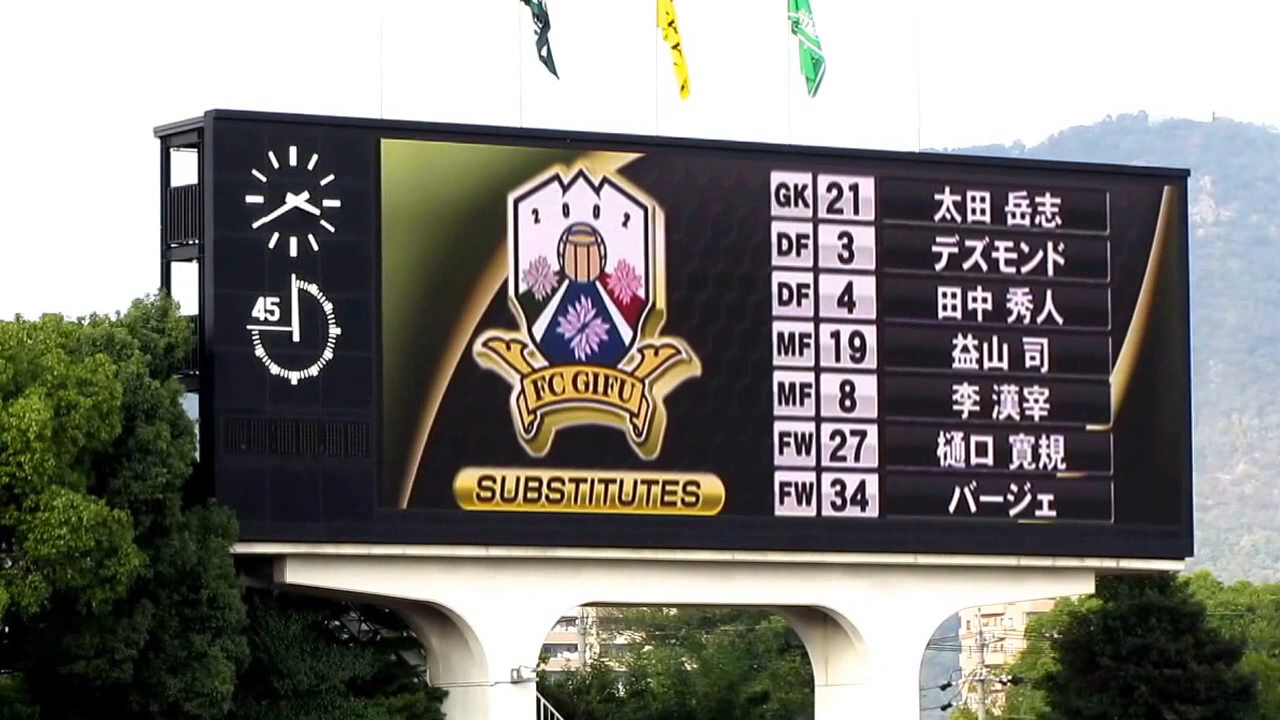 45
2002
FC GIFU
SUBSTITUTES
GK 21 太田 岳志
DF 3 デズモンド
DF 4 田中 秀人
MF 19 益山 司
MF 8 李 漢宰
FW 27 樋口 寛規
FW 34 バージェ